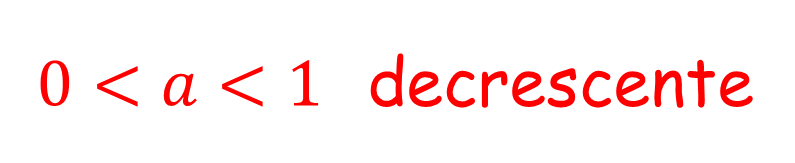 0 < a < 1 decrescente